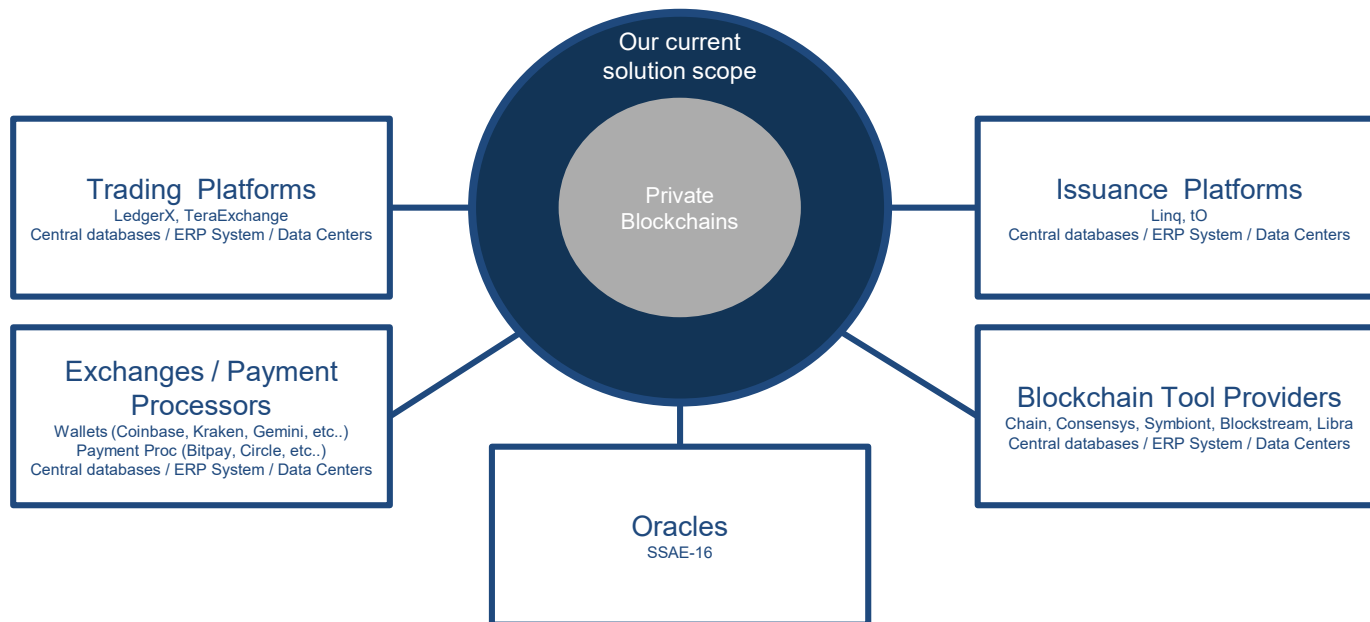 Our current
solution scope
Private
Blockchains
Trading Platforms
LedgerX, TeraExchange
Central databases / ERP System / Data Centers
Issuance Platforms
Linq, tO
Central databases / ERP System / Data Centers
Exchanges / Payment
Processors
Wallets (Coinbase, Kraken, Gemini, etc..)
Payment Proc (Bitpay, Circle, etc..)
Central databases / ERP System / Data Centers
Blockchain Tool Providers
Chain, Consensys, Symbiont, Blockstream, Libra
Central databases / ERP System / Data Centers
Oracles
SSAE-16